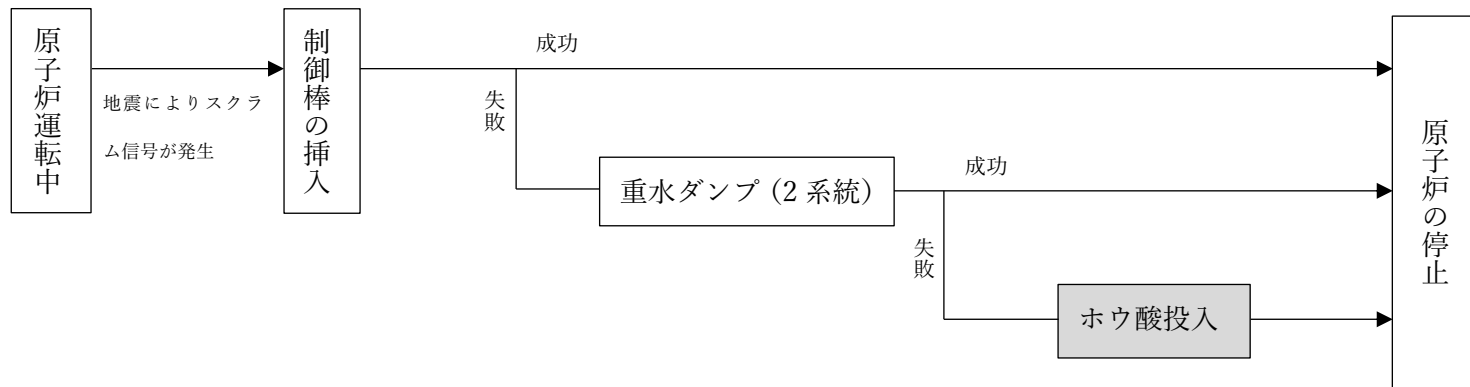 原子炉運転中
地震によりスクラ
ム信号が発生
制御棒の挿入
成功
失敗
重水ダンプ (2 系統)
成功
失敗
ホウ酸投入
原子炉の停止